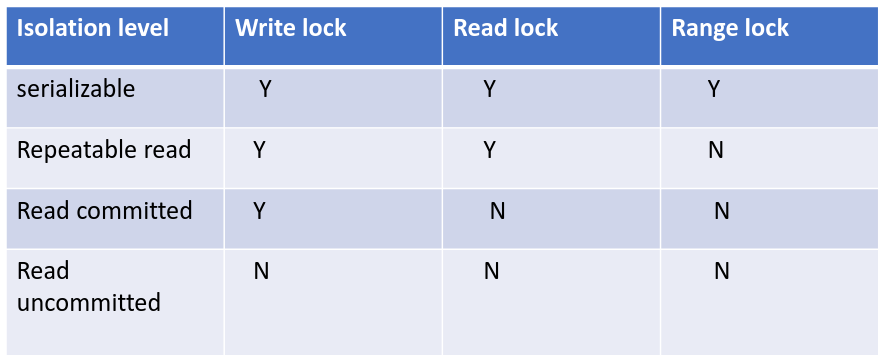 Isolation level Write lock Read lock Range lock
serializable Y Y Y
Repeatable read Y Y N
Read committed Y N N
Read N N N
uncommitted